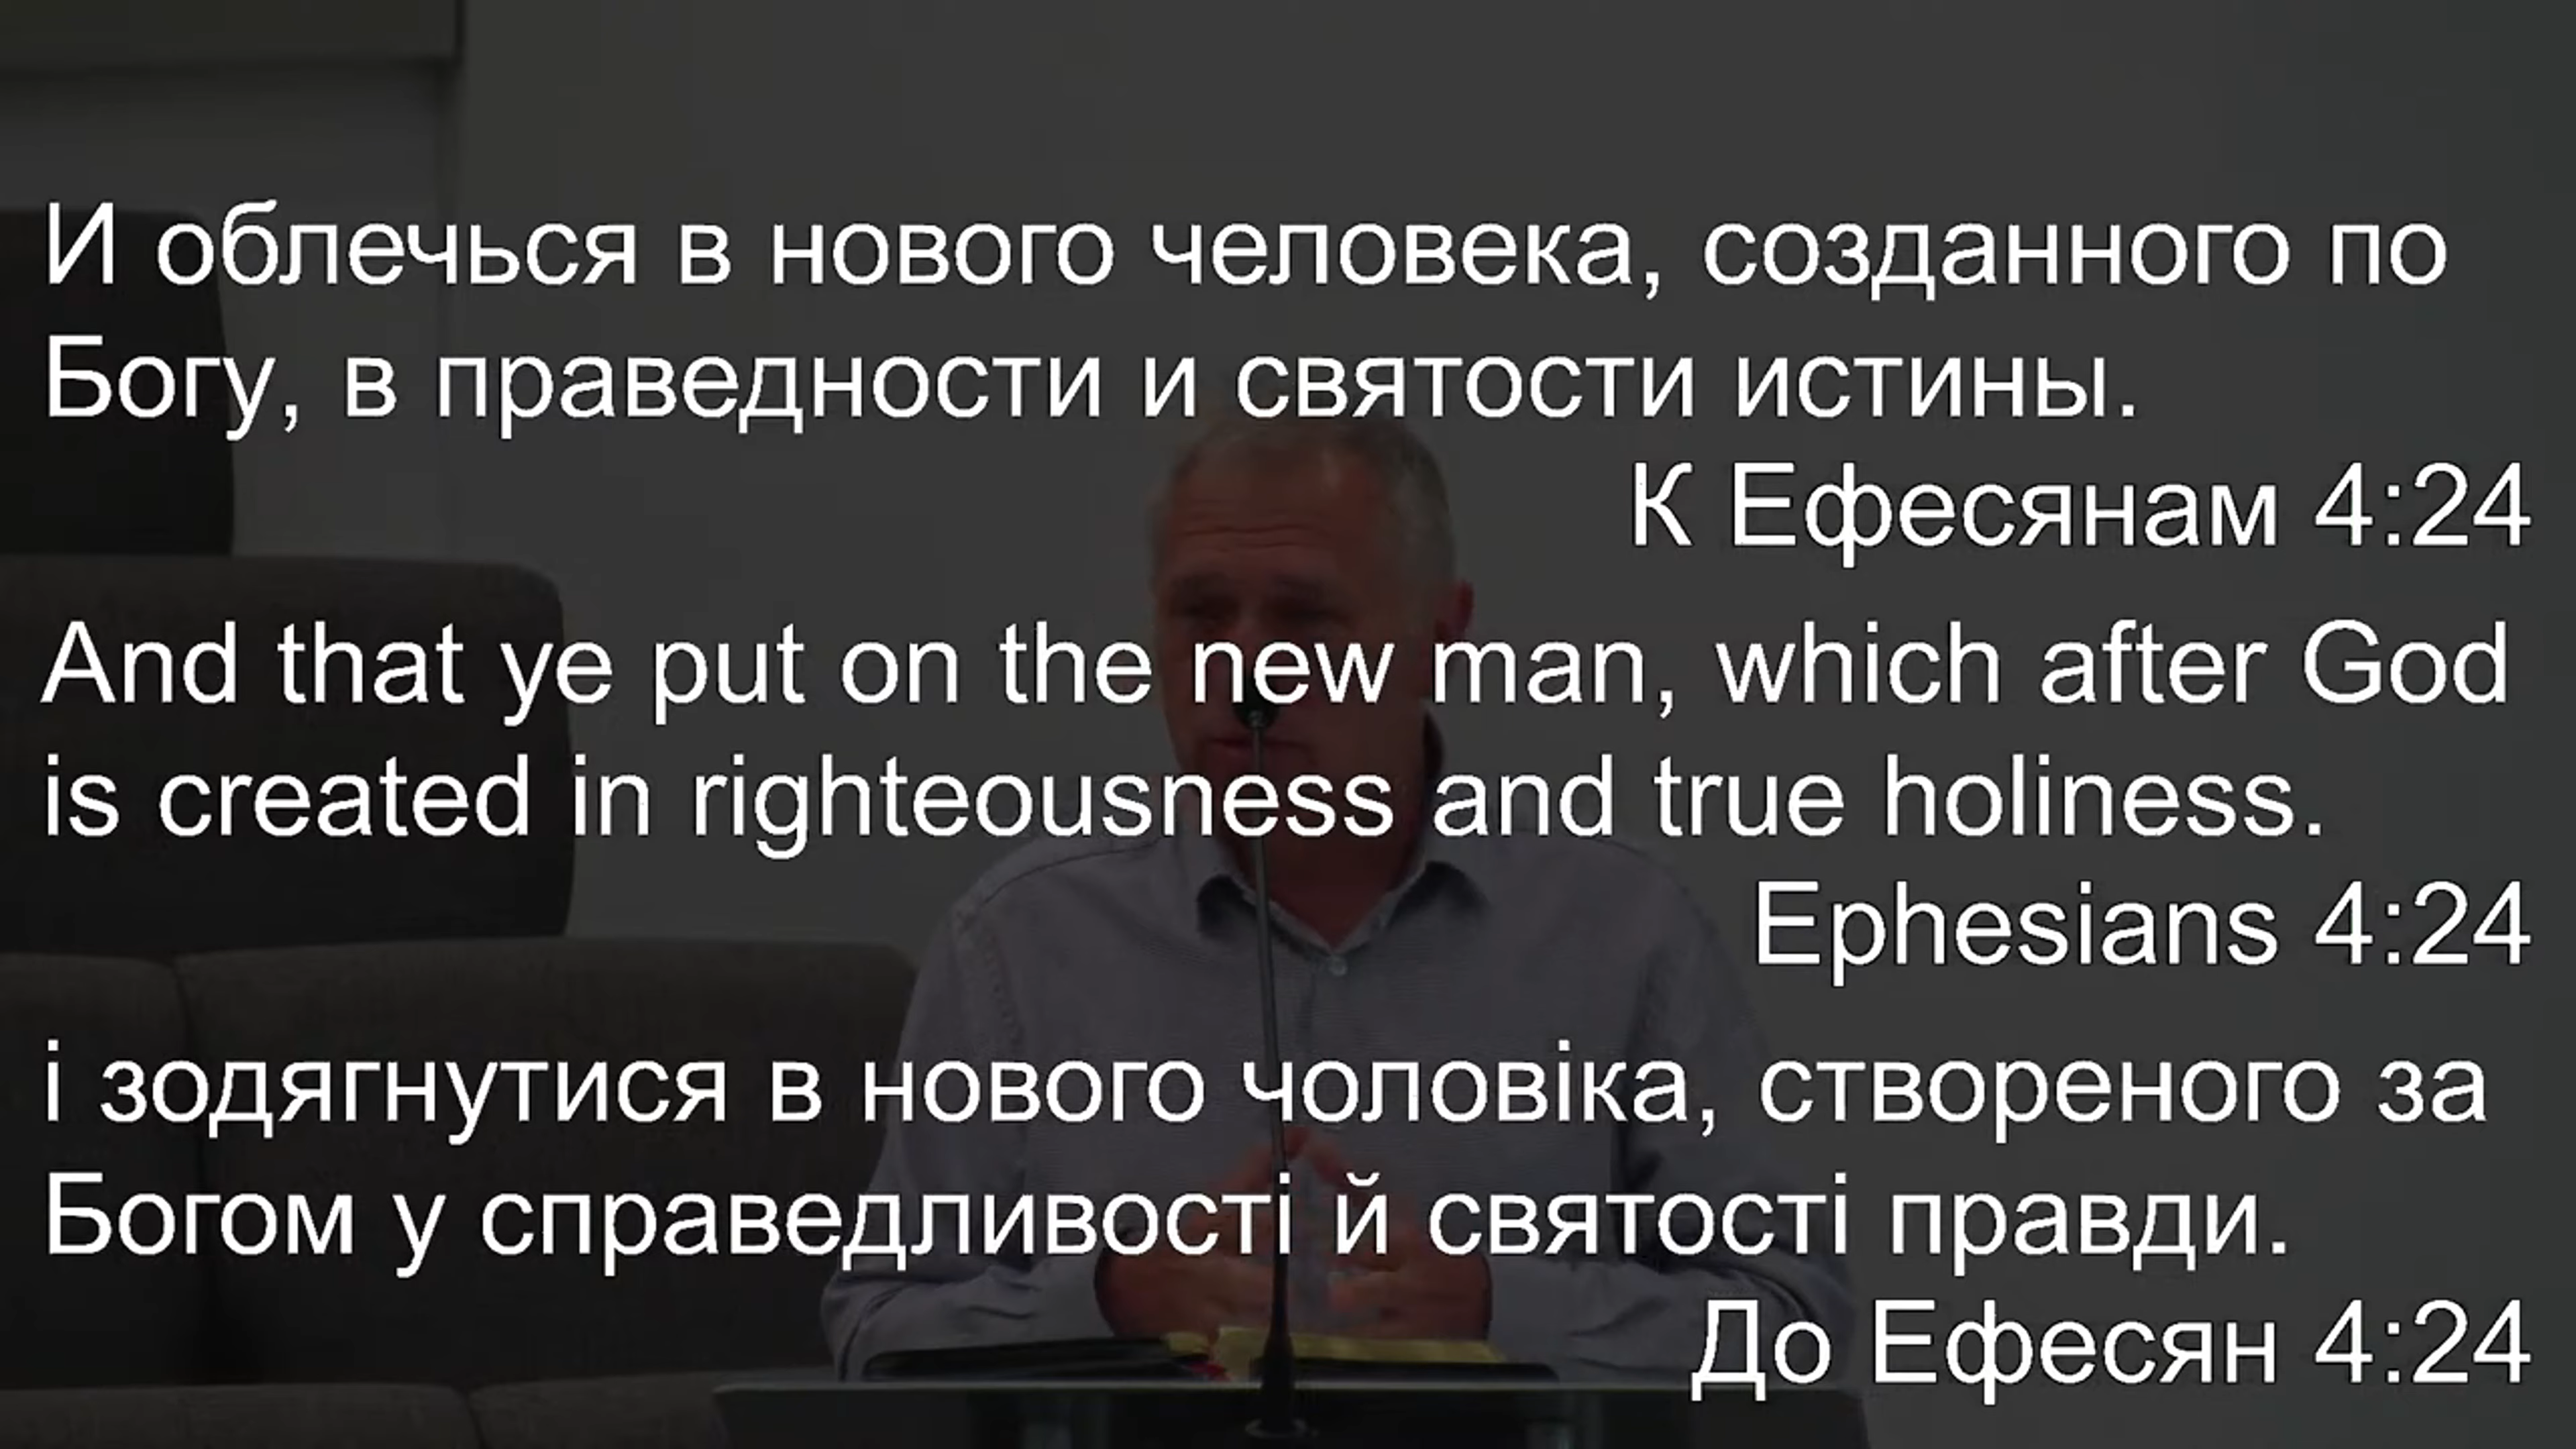 И облечься в нового человека, созданного по
Богу, в праведности и святости истины.
К Ефесянам 4:24
And that ye put on the new man, which after God
is created in righteousness and true holiness.
Ephesians 4:24
і зодягнутися в нового чоловіка, створеного за
Богом у справедливості й святості правди.
До Ефесян 4:24